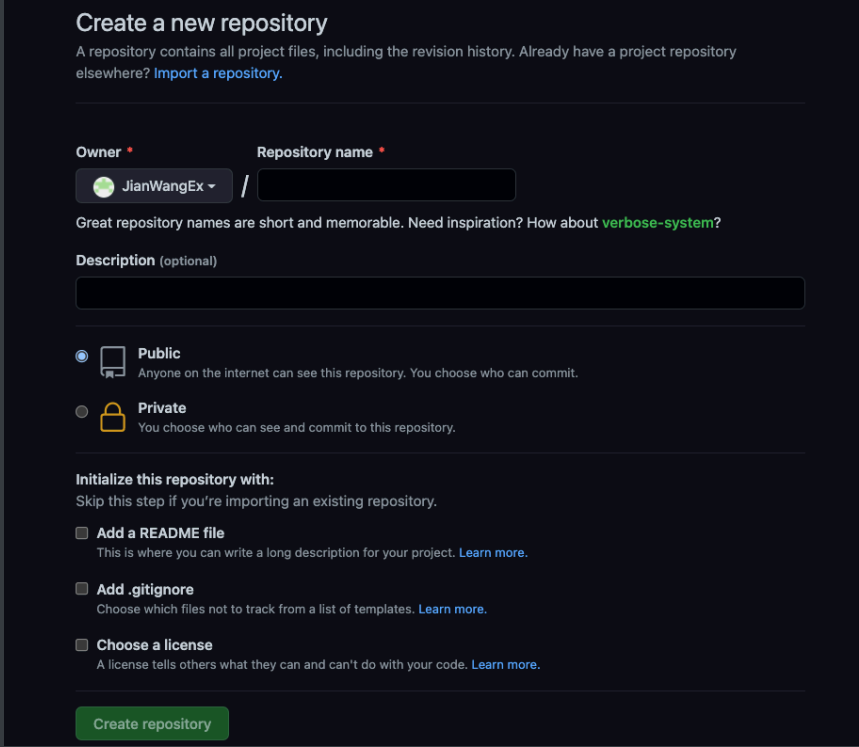 Create a new repository
A repository contains all project files, including the revision history. Already have a project repository
elsewhere? Import a repository.
Owner * Repository name *
JianWangEx /
Great repository names are short and memorable. Need inspiration? How about verbose-system?
Description (optional)
Public
Anyone on the internet can see this repository. You choose who can commit.
Private
You choose who can see and commit to this repository.
Initialize this repository with:
Skip this step if you're importing an existing repository.
Add a README file
This is where you can write a long description for your project. Learn more.
Add .gitignore
Choose which files not to track from a list of templates. Learn more.
Choose a license
A license tells others what they can and can't do with your code. Learn more.
Create repository